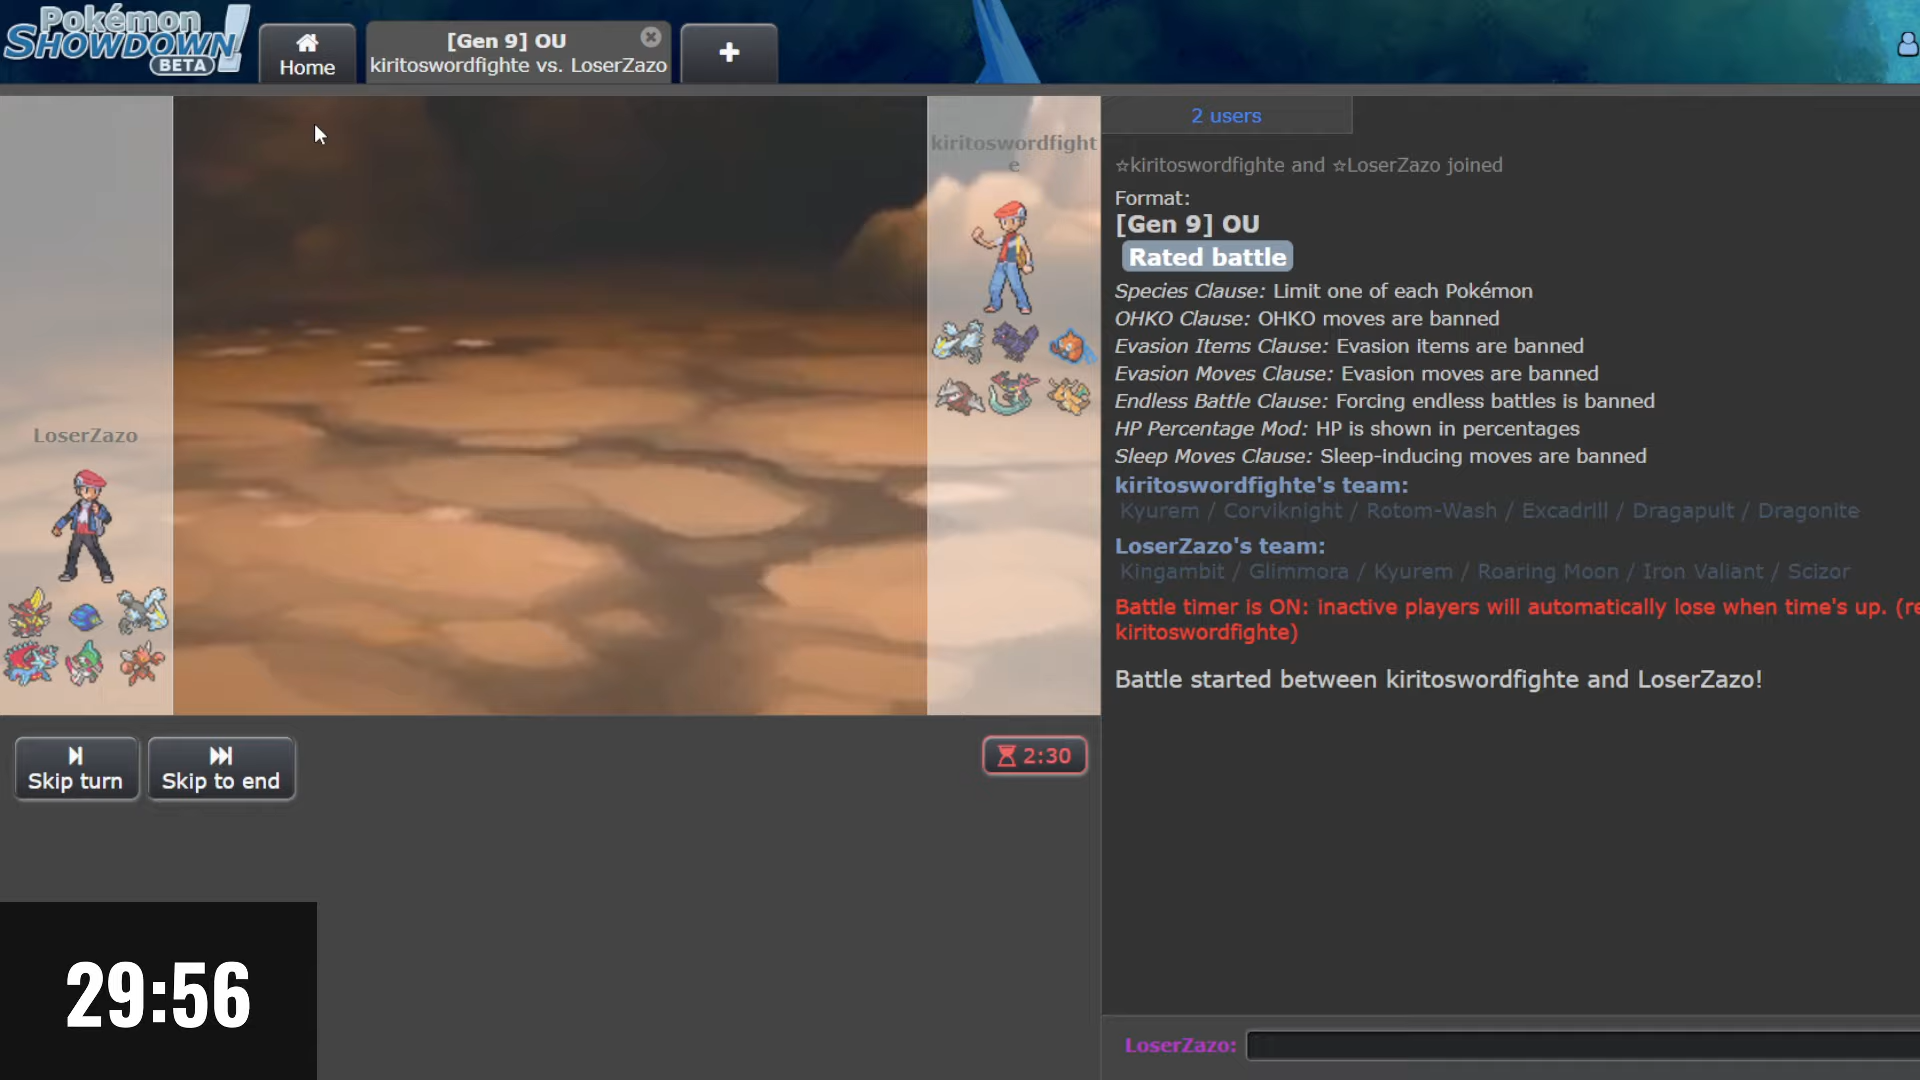 Pokémon
SHOWDOWN!
BETA
Home
[Gen 9] OU
kiritoswordfighte vs. LoserZazo
2 users
kiritoswordfight
e
☆kiritoswordfighte and ☆LoserZazo joined
Format:
[Gen 9] OU
Rated battle
Species Clause: Limit one of each Pokémon
OHKO Clause: OHKO moves are banned
Evasion Items Clause: Evasion items are banned
Evasion Moves Clause: Evasion moves are banned
Endless Battle Clause: Forcing endless battles is banned
HP Percentage Mod: HP is shown in percentages
Sleep Moves Clause: Sleep-inducing moves are banned
kiritoswordfighte's team:
Kyurem / Corviknight / Rotom-Wash / Excadrill / Dragapult / Dragonite
LoserZazo's team:
Kingambit / Glimmora / Kyurem / Roaring Moon / Iron Valiant / Scizor
Battle timer is ON: inactive players will automatically lose when time's up. (re
kiritoswordfighte)
Battle started between kiritoswordfighte and LoserZazo!
LoserZazo
Skip turn
Skip to end
2:30
29:56
LoserZazo: